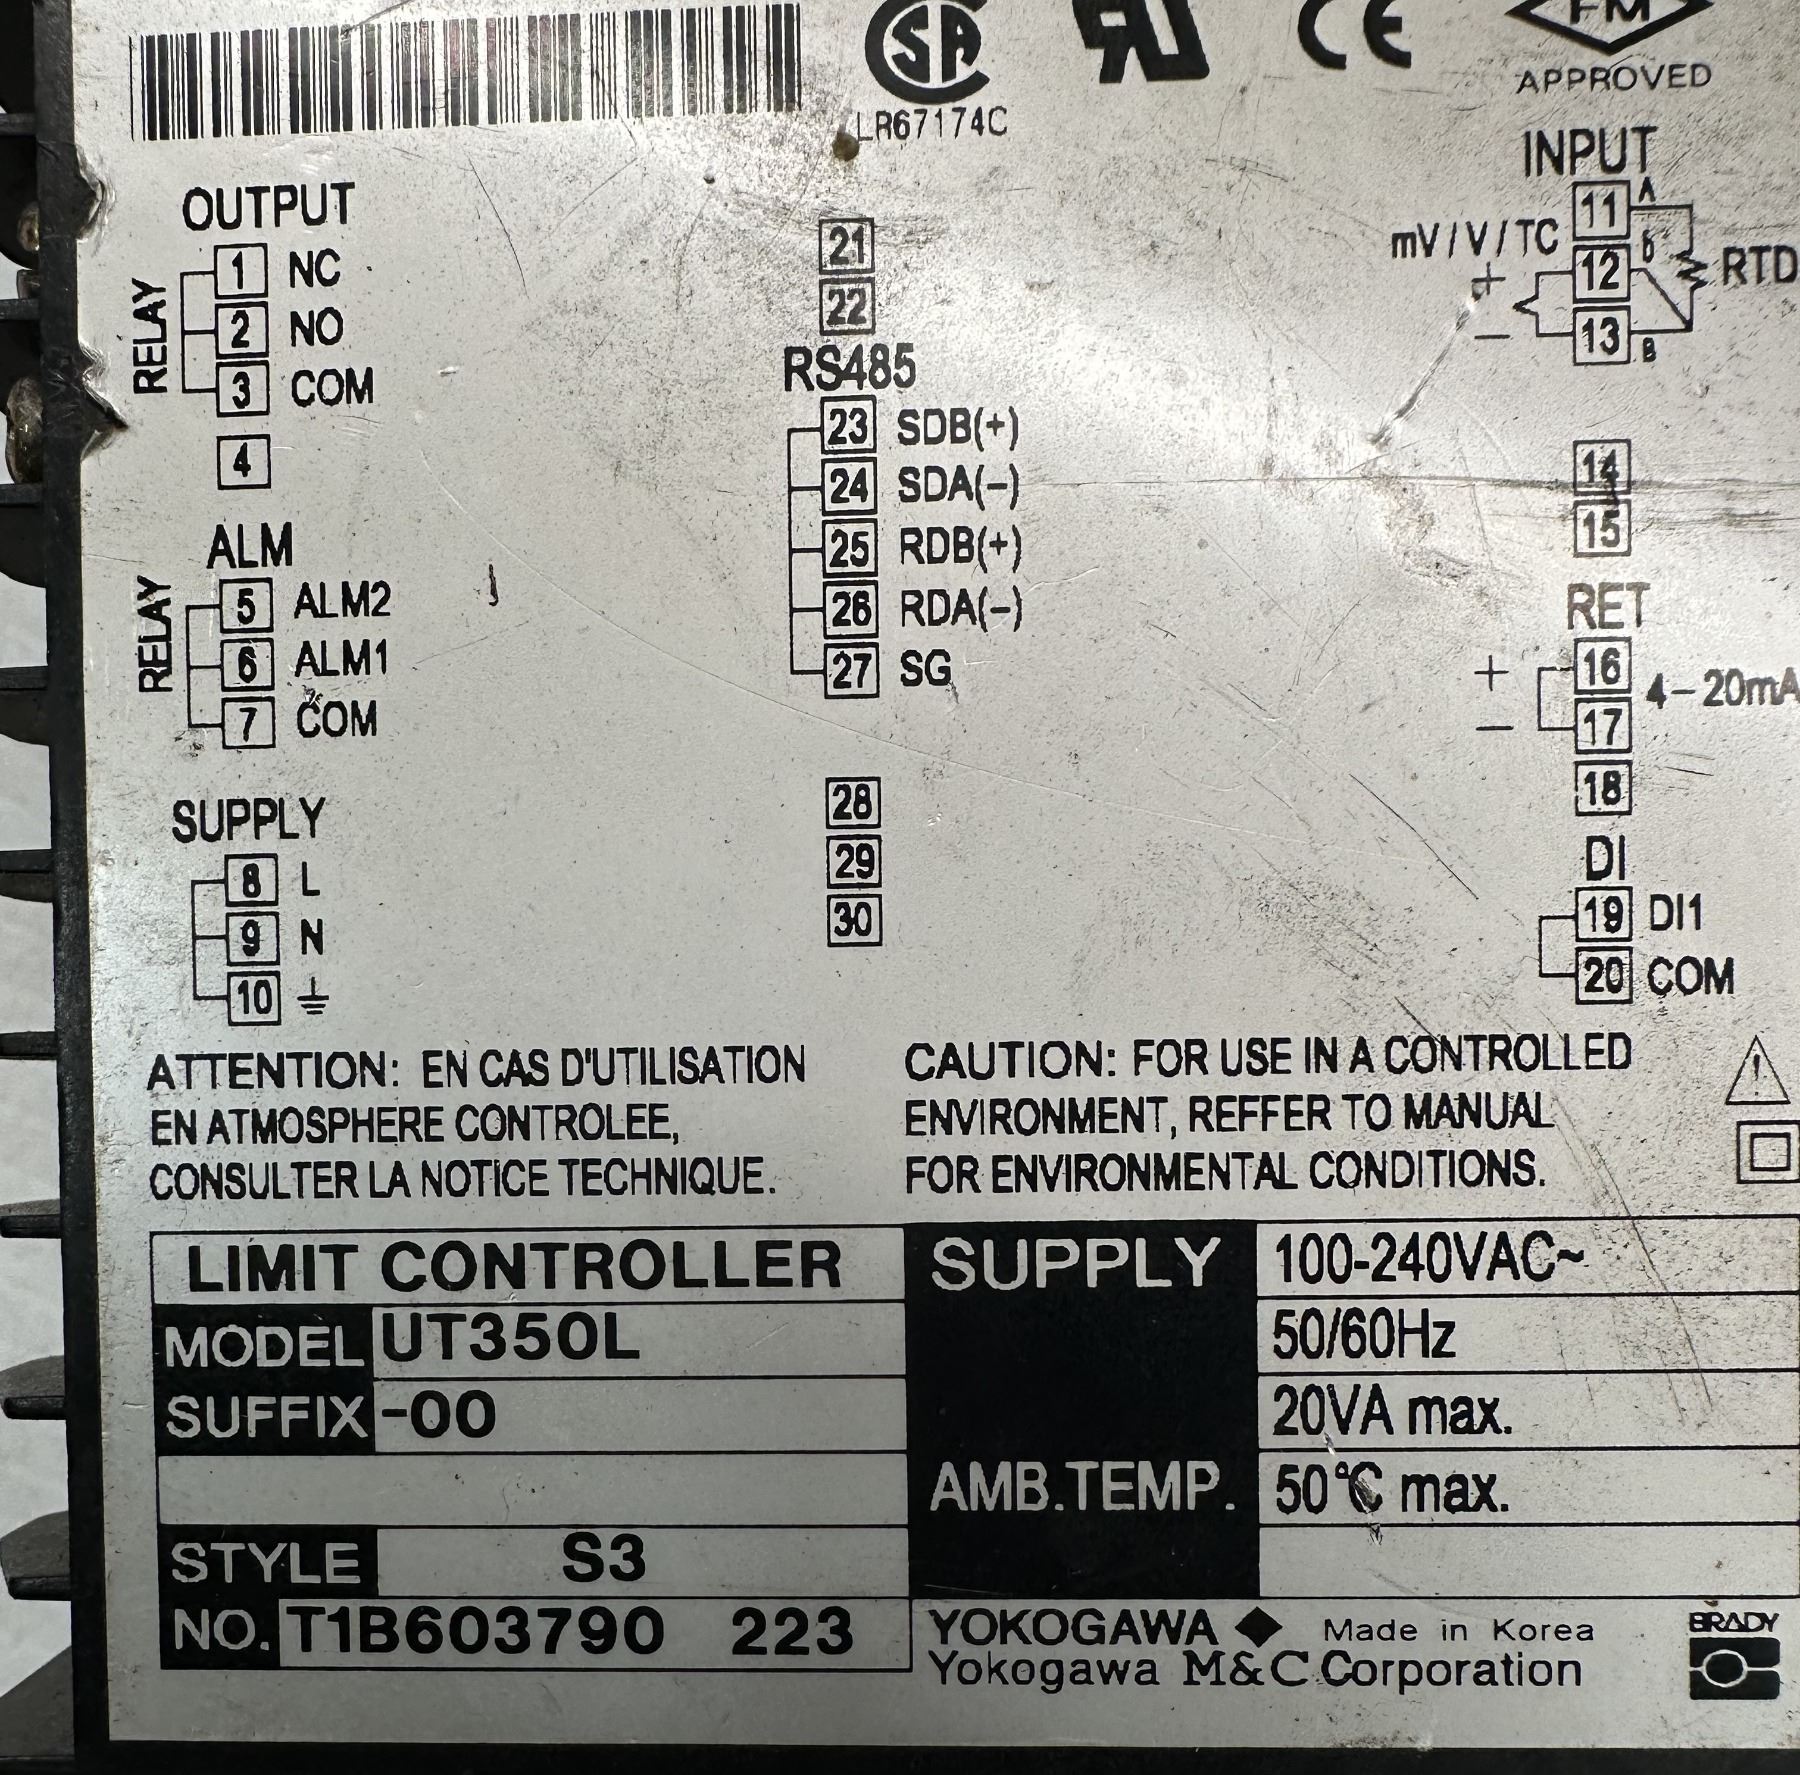 CSA
LR67174C
CE
FM
APPROVED
OUTPUT
RELAY
1 NC
2 NO
3 COM
4
ALM
RELAY
5 ALM2
6 ALM1
7 COM
SUPPLY
8 L
9 N
10
21
22
RS485
23 SDB(+)
24 SDA(-)
25 RDB(+)
26 RDA(-)
27 SG
28
29
30
INPUT
mV/V/TC
+
-
11 A
12 b
13 B
RTD
14
15
RET
+ 16
- 17
4-20mA
18
DI
19 DI1
20 COM
ATTENTION: EN CAS D'UTILISATION
EN ATMOSPHERE CONTROLEE,
CONSULTER LA NOTICE TECHNIQUE.
CAUTION: FOR USE IN A CONTROLLED
ENVIRONMENT, REFFER TO MANUAL
FOR ENVIRONMENTAL CONDITIONS.
LIMIT CONTROLLER
MODEL UT350L
SUFFIX -00
STYLE S3
NO. T1B603790 223
SUPPLY 100-240VAC~
50/60Hz
20VA max.
AMB.TEMP. 50℃ max.
YOKOGAWA◆ Made in Korea
Yokogawa M&C Corporation
BRADY